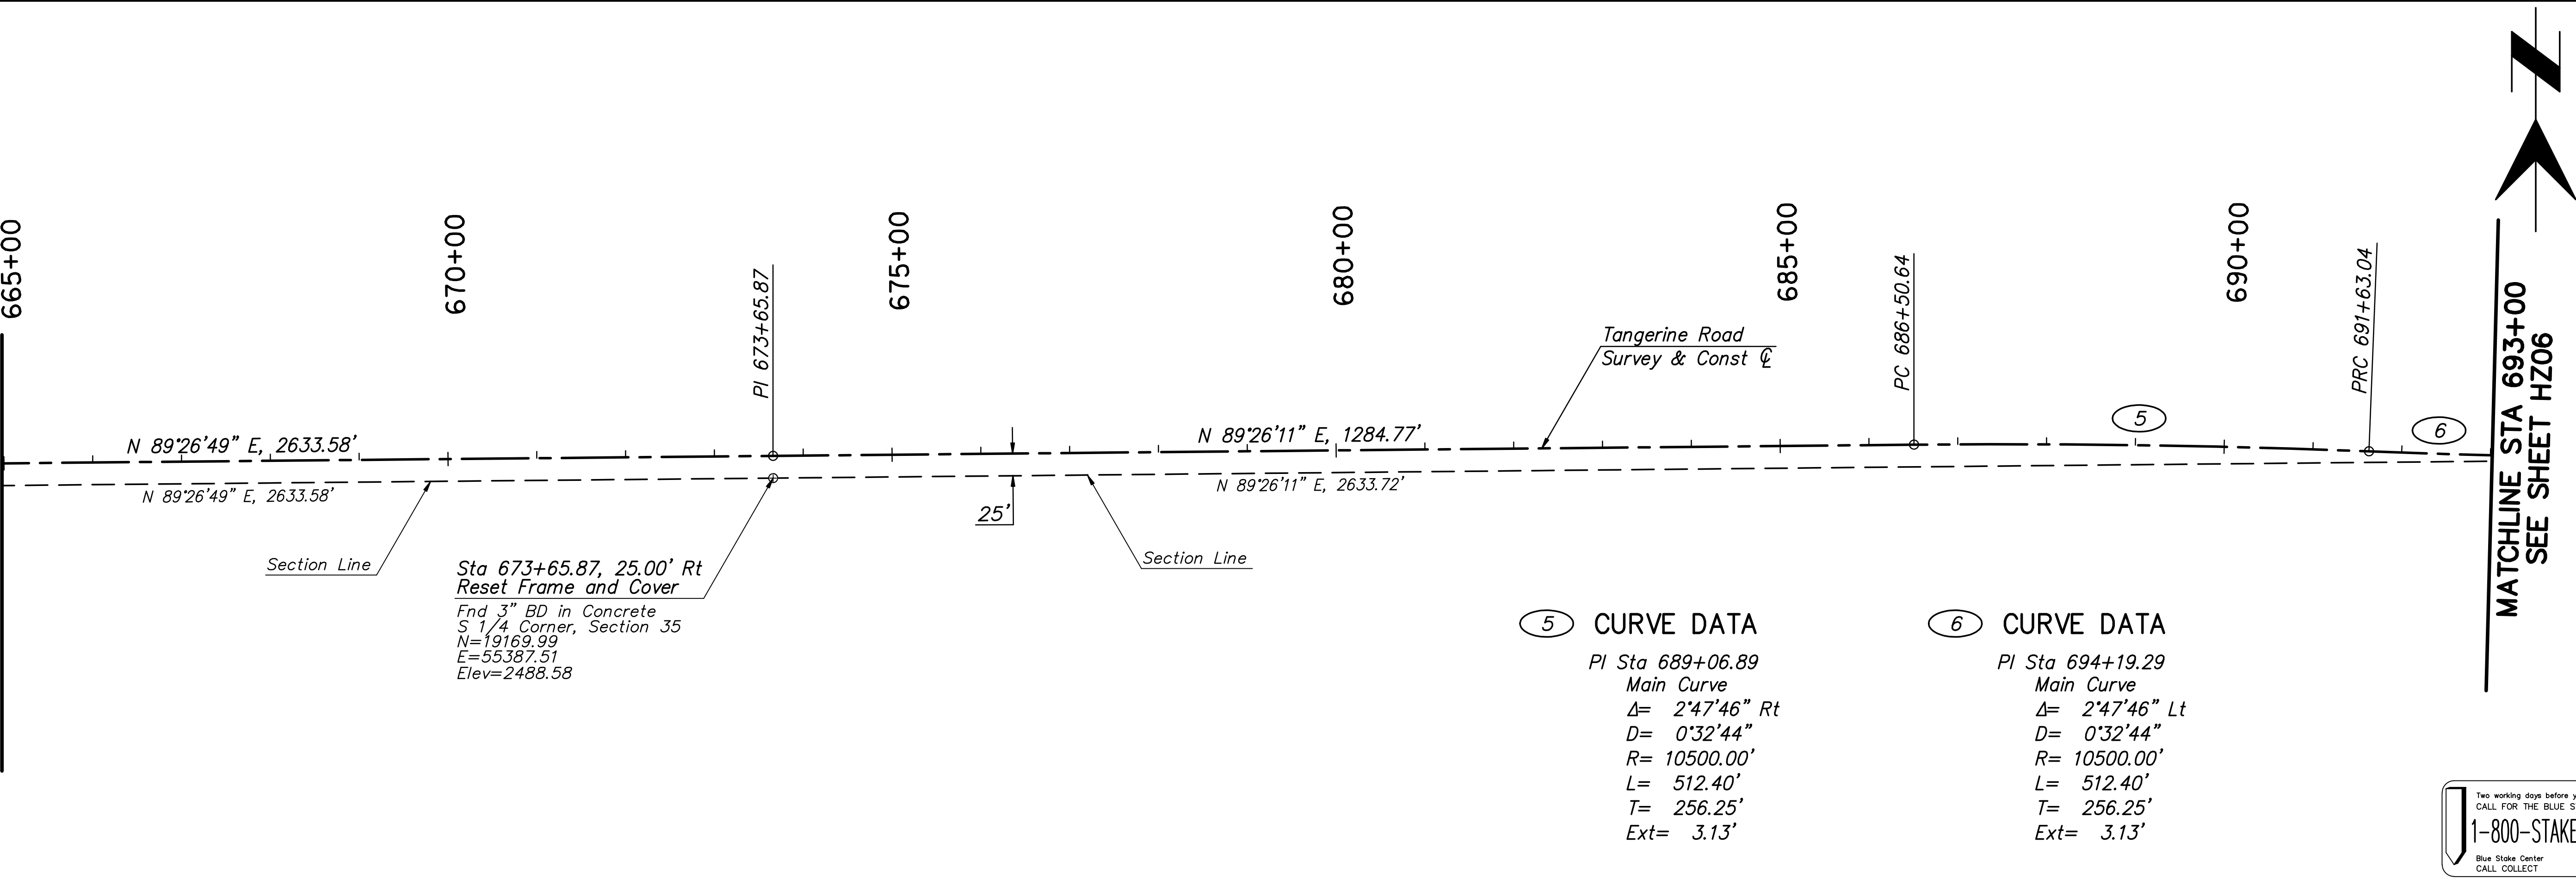 665+00
670+00
675+00
680+00
685+00
690+00
PI 673+65.87
PC 686+50.64
PRC 691+63.04
Tangerine Road
Survey & Const ℄
N 89°26'49" E, 2633.58'
N 89°26'11" E, 1284.77'
5
6
N 89°26'49" E, 2633.58'
N 89°26'11" E, 2633.72'
25'
Section Line
Section Line
Sta 673+65.87, 25.00' Rt
Reset Frame and Cover
Fnd 3" BD in Concrete
S 1/4 Corner, Section 35
N=19169.99
E=55387.51
Elev=2488.58
MATCHLINE STA 693+00
SEE SHEET HZ06
5 CURVE DATA
PI Sta 689+06.89
Main Curve
Δ= 2°47'46" Rt
D= 0°32'44"
R= 10500.00'
L= 512.40'
T= 256.25'
Ext= 3.13'
6 CURVE DATA
PI Sta 694+19.29
Main Curve
Δ= 2°47'46" Lt
D= 0°32'44"
R= 10500.00'
L= 512.40'
T= 256.25'
Ext= 3.13'
N
Two working days before
CALL FOR THE BLUE
1-800-STAKE
Blue Stake Center
CALL COLLECT